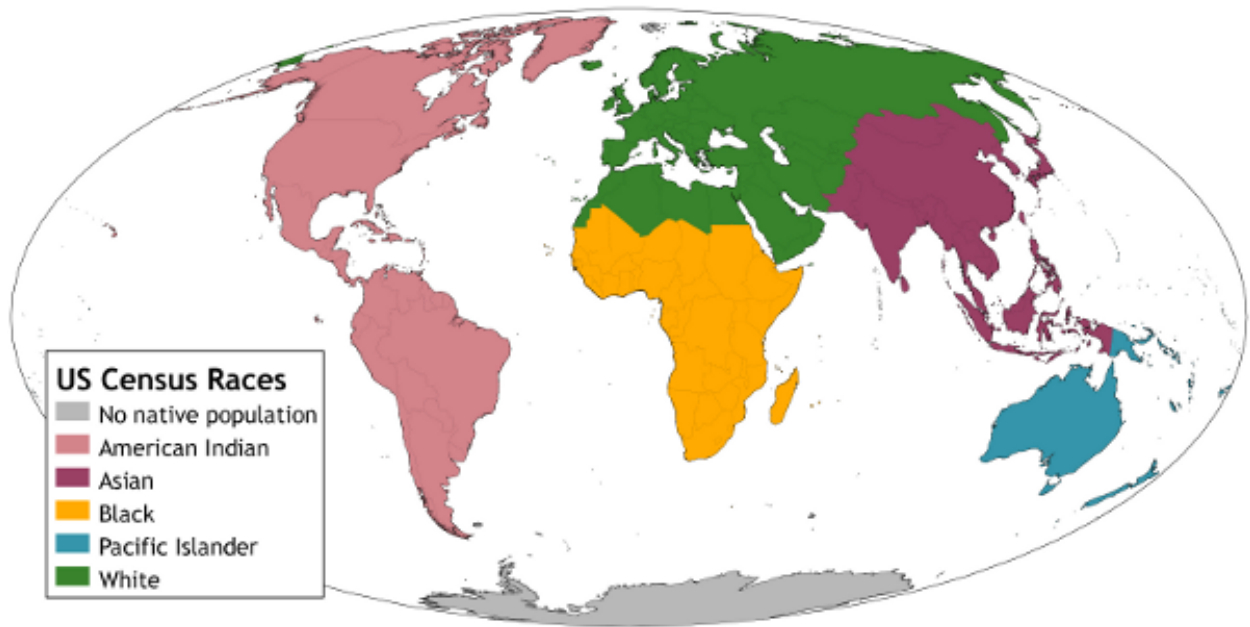 US Census Races
No native population
American Indian
Asian
Black
Pacific Islander
White